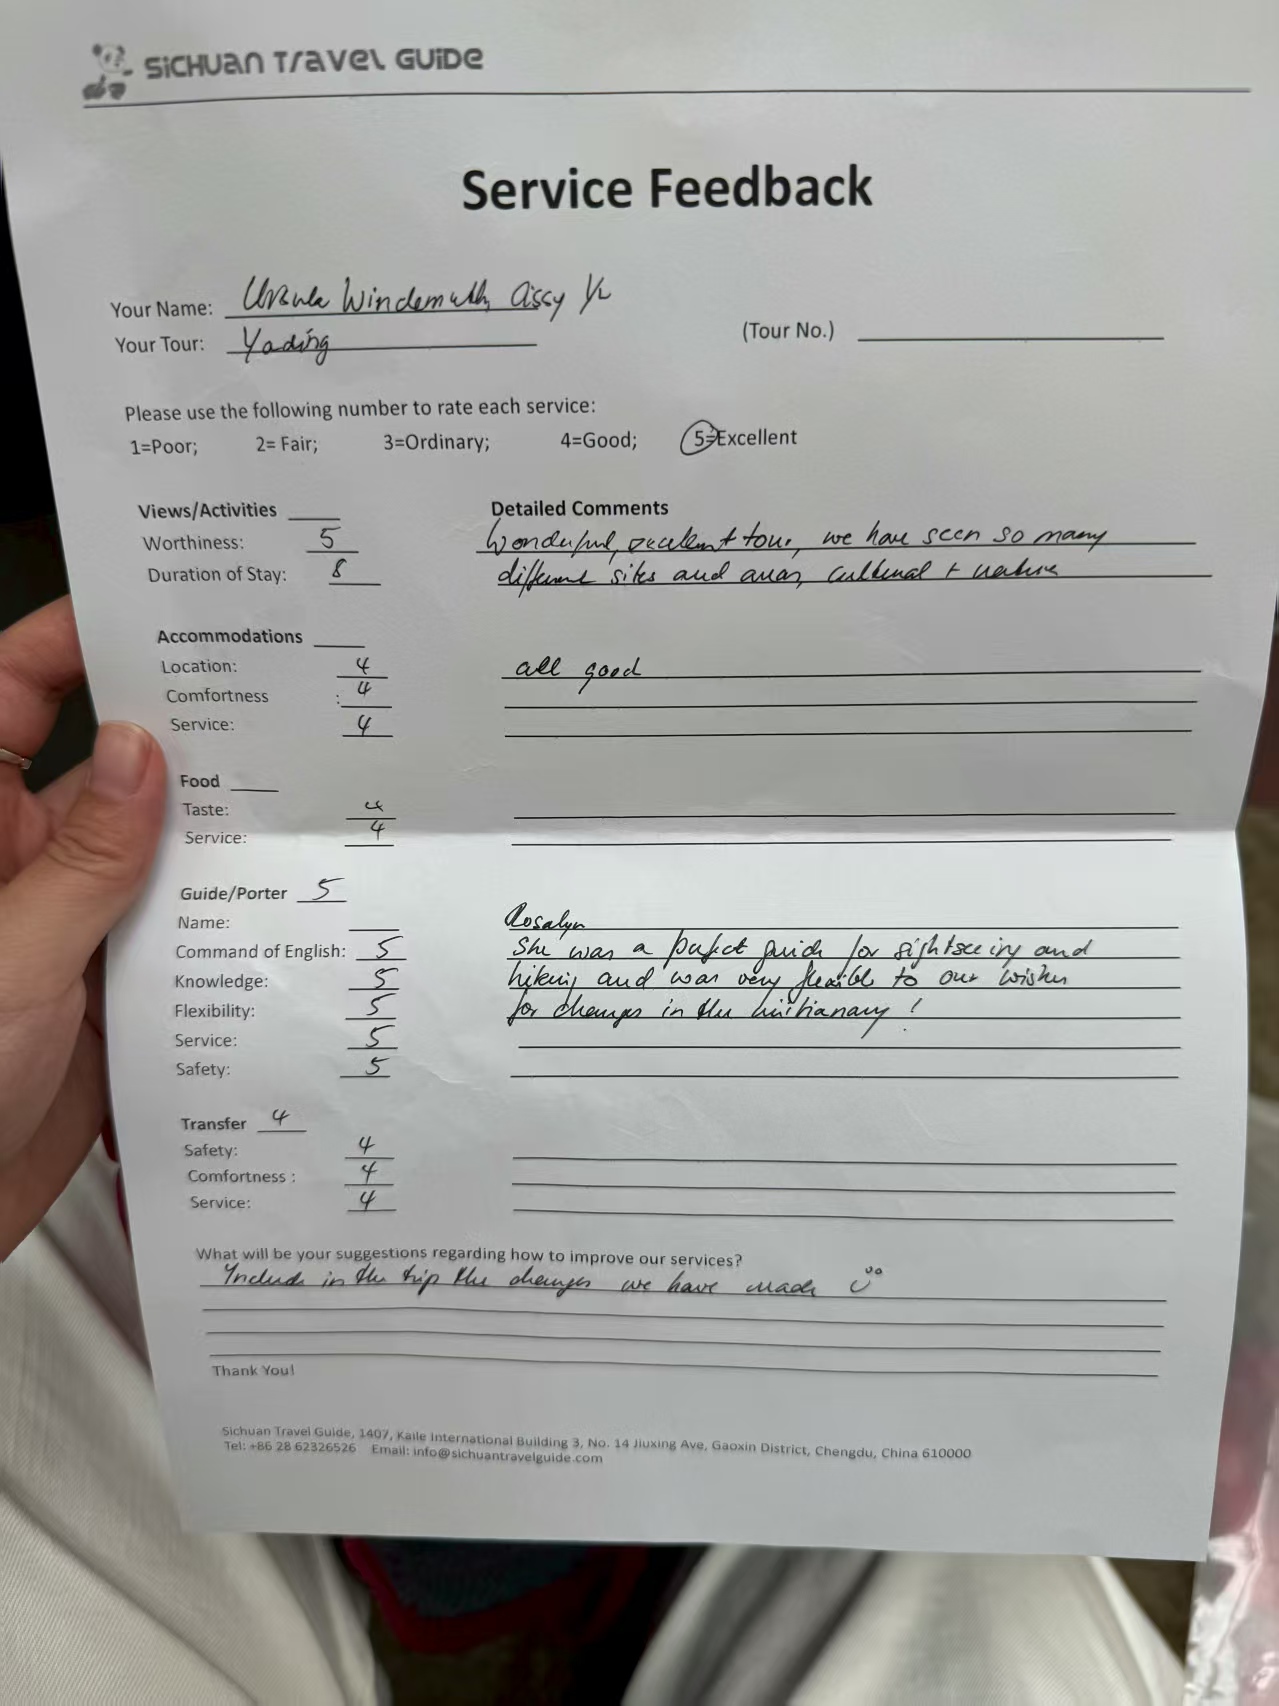 SICHUAN TRAVEL GUIDE
Service Feedback
Your Name: Ursula Windemuth, Assy
Your Tour: Yading (Tour No.)
Please use the following number to rate each service:
1=Poor; 2= Fair; 3=Ordinary; 4=Good; 5=Excellent
Views/Activities Detailed Comments
Worthiness: 5 Wonderful, excelent tour, we have seen so many
Duration of Stay: 8 different sites and areas, cultural + nature
Accommodations
Location: 4 all good
Comfortness : 4
Service: 4
Food
Taste: 4
Service: 4
Guide/Porter 5
Name: Rosalyn
Command of English: 5 She was a perfect guide for sightseeing and
Knowledge: 5 hiking and was very flexible to our wishes
Flexibility: 5 for changes in the !
Service: 5
Safety: 5
Transfer 4
Safety: 4
Comfortness : 4
Service: 4
What will be your suggestions regarding how to improve our services?
Include in the trip the changes we have made
Thank You!
Sichuan Travel Guide, 1407, Kaile International Building 3, No. 14 Jiuxing Ave, Gaoxin District, Chengdu, China 610000
Tel: +86 28 62326526 Email: info@sichuantravelguide.com